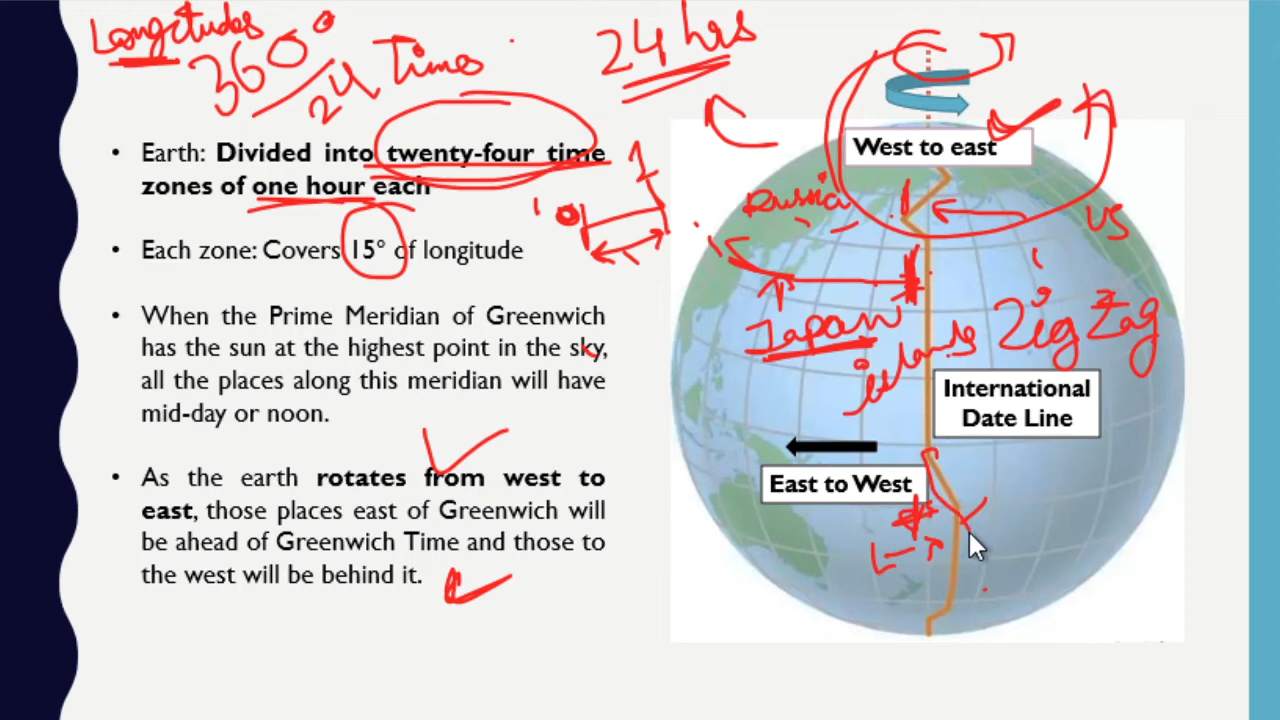 Longitudes
360°/24 Times
24 hrs
• Earth: Divided into twenty-four time
zones of one hour each
• Each zone: Covers 15° of longitude
• When the Prime Meridian of Greenwich
has the sun at the highest point in the sky,
all the places along this meridian will have
mid-day or noon.
• As the earth rotates from west to
east, those places east of Greenwich will
be ahead of Greenwich Time and those to
the west will be behind it.
West to east
Russia
US
Japan
islands
Zig Zag
International
Date Line
East to West